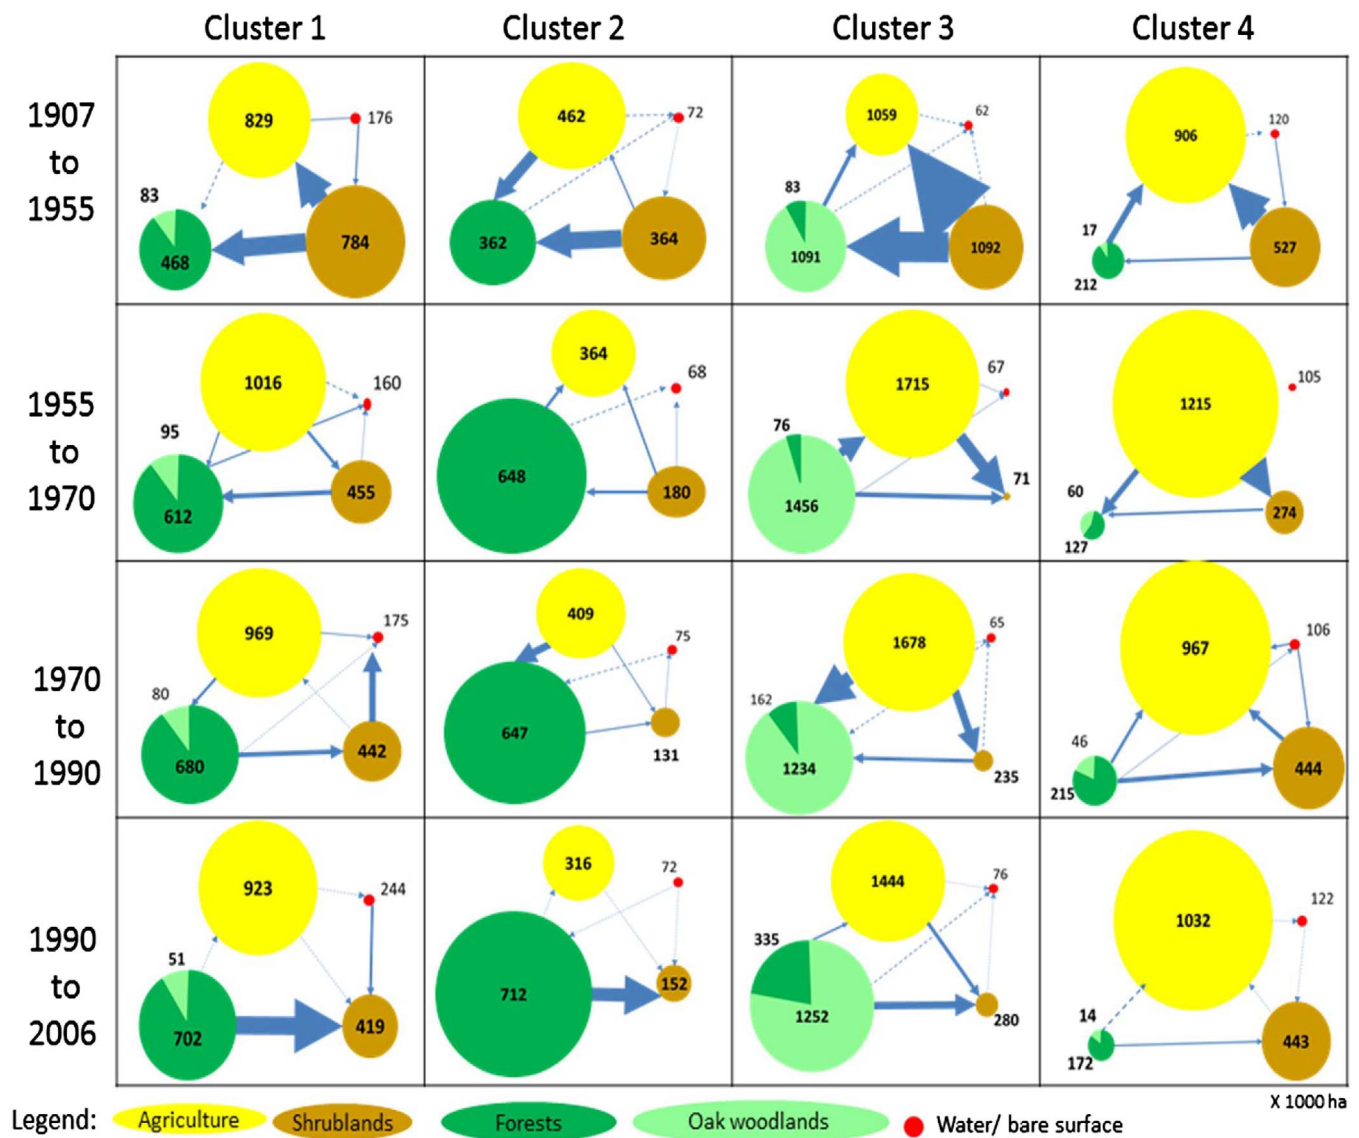 Cluster 1 Cluster 2 Cluster 3 Cluster 4
1907
to
1955
829 176 83 468 784
462 72 362 364
1059 62 83 1091 1092
906 120 17 212 527
1955
to
1970
1016 160 95 612 455
364 68 648 180
1715 67 76 1456 71
1215 105 60 127 274
1970
to
1990
969 175 80 680 442
409 75 647 131
1678 65 162 1234 235
967 106 46 215 444
1990
to
2006
923 244 51 702 419
316 72 712 152
1444 76 335 1252 280
1032 122 14 172 443
X 1000 ha
Legend: Agriculture Shrublands Forests Oak woodlands Water/ bare surface